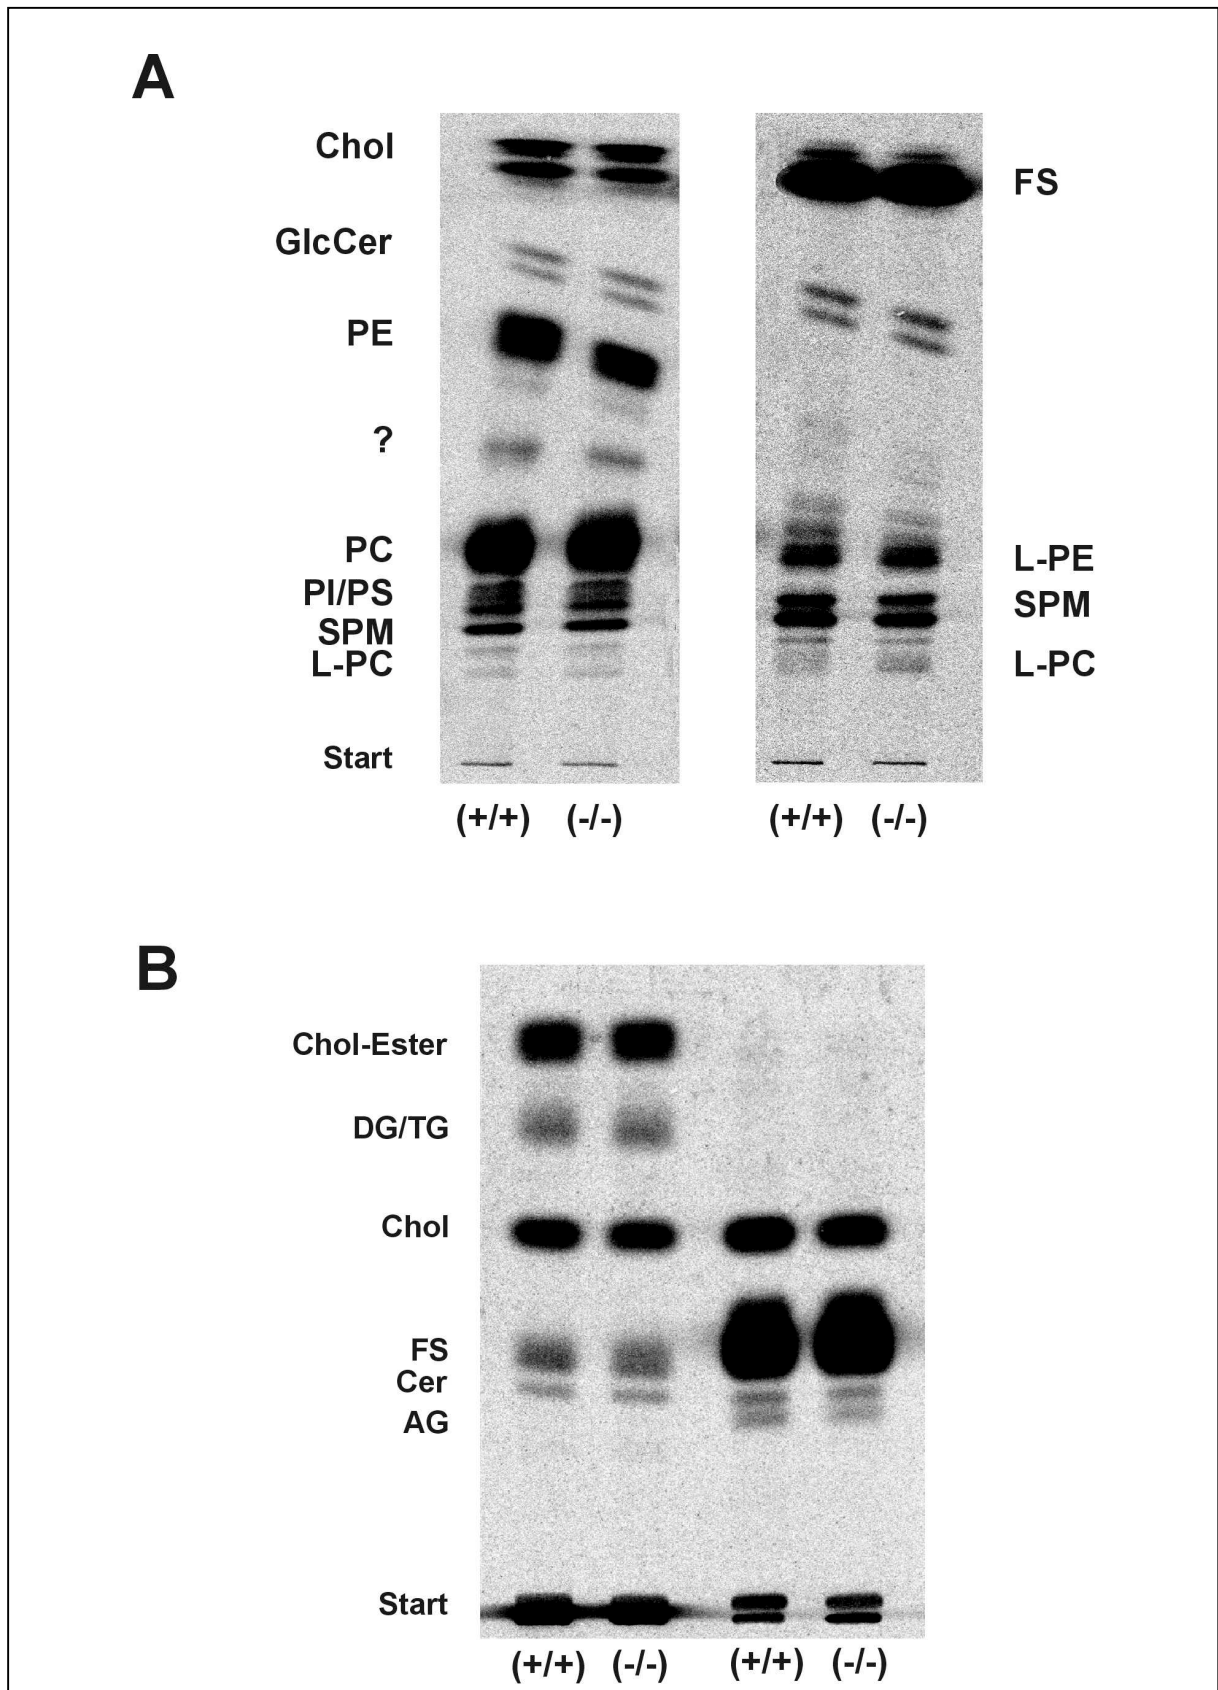 A
Chol
FS
GlcCer
PE
?
PC
L-PE
PI/PS
SPM
SPM
L-PC
L-PC
Start
(+/+) (-/-) (+/+) (-/-)
B
Chol-Ester
DG/TG
Chol
FS
Cer
AG
Start
(+/+) (-/-) (+/+) (-/-)